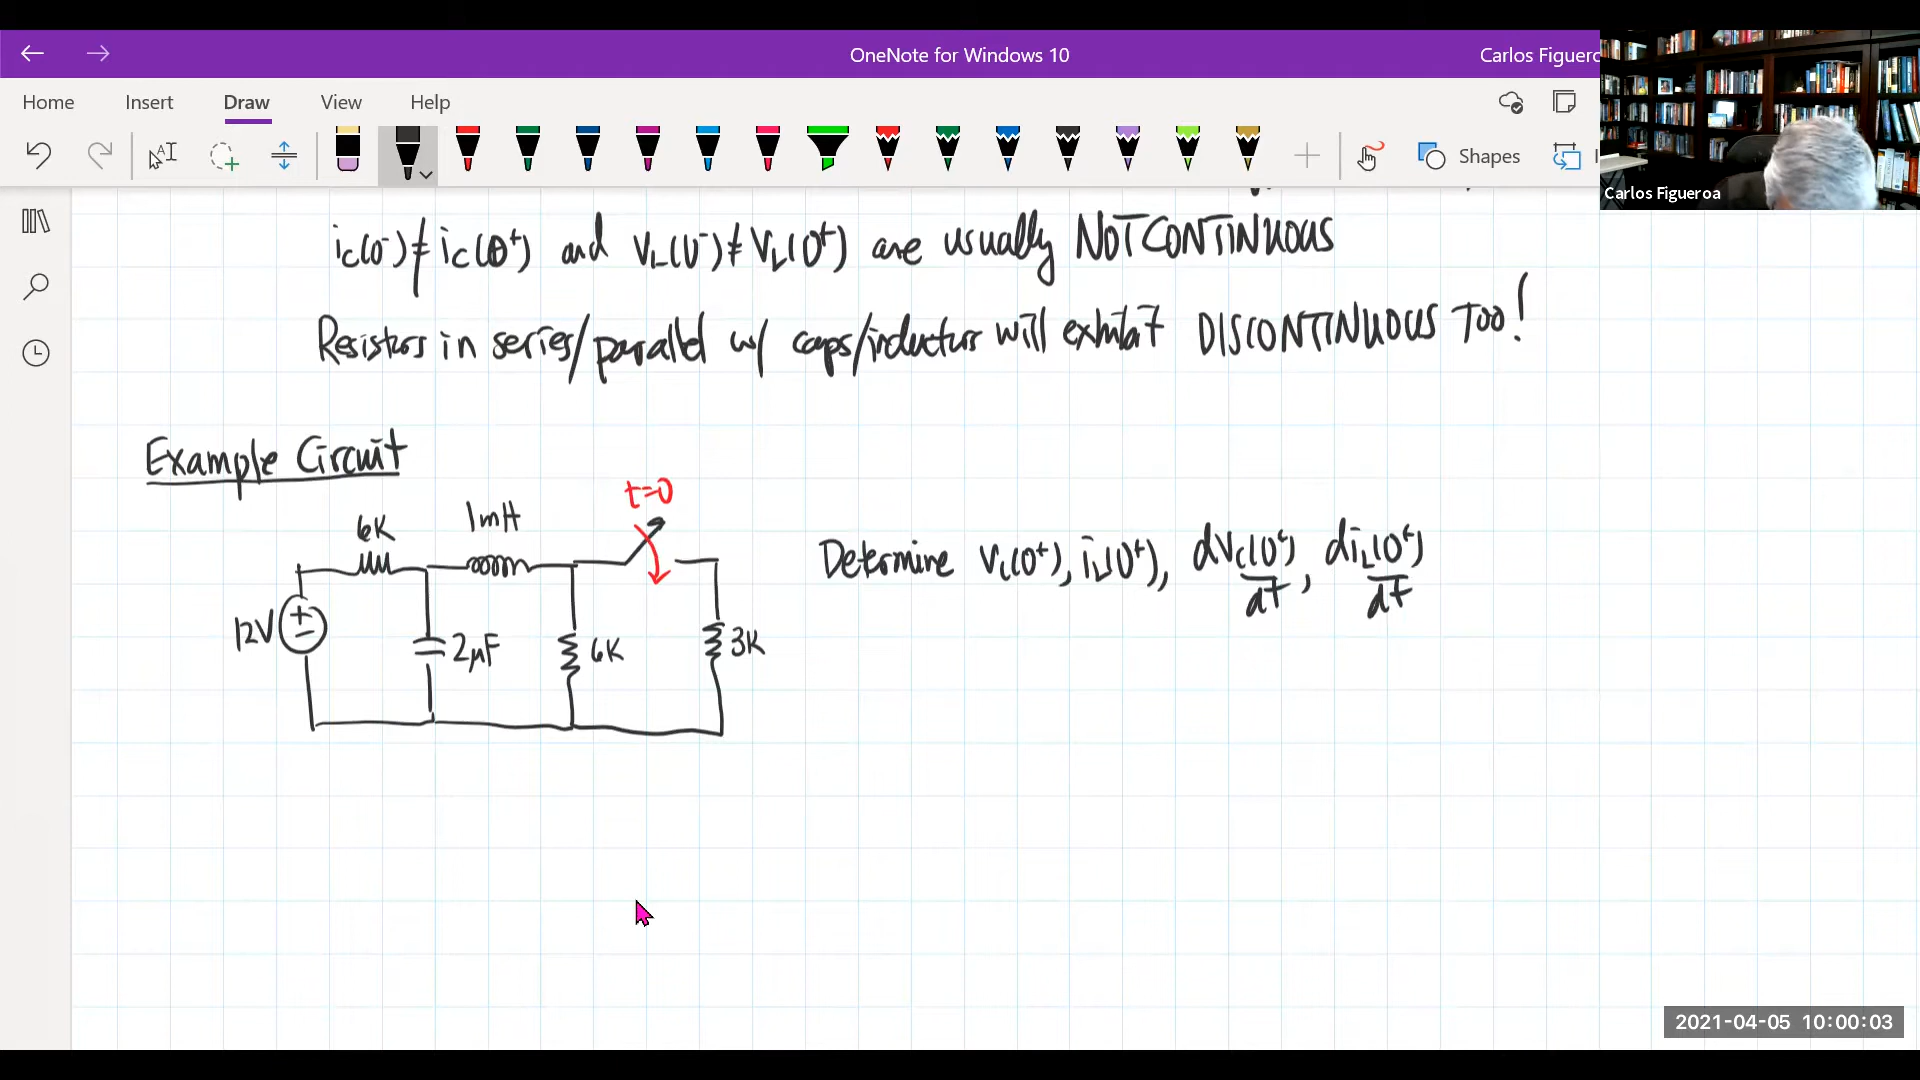 OneNote for Windows 10
Carlos Figueroa
Home Insert Draw View Help
Shapes
Carlos Figueroa
ic(0⁻) ≠ ic(0⁺) and VL(0⁻) ≠ VL(0⁺) are usually NOT CONTINUOUS
Resistors in series/parallel w/ caps/inductors will exhibit DISCONTINUOUS TOO!
Example Circuit
t=0
6K
1mH
Determine Vc(0⁺), iL(0⁺), dvc(0⁺)/dt, diL(0⁺)/dt
12V
+
−
2μF
6K
3K
2021-04-05 10:00:03